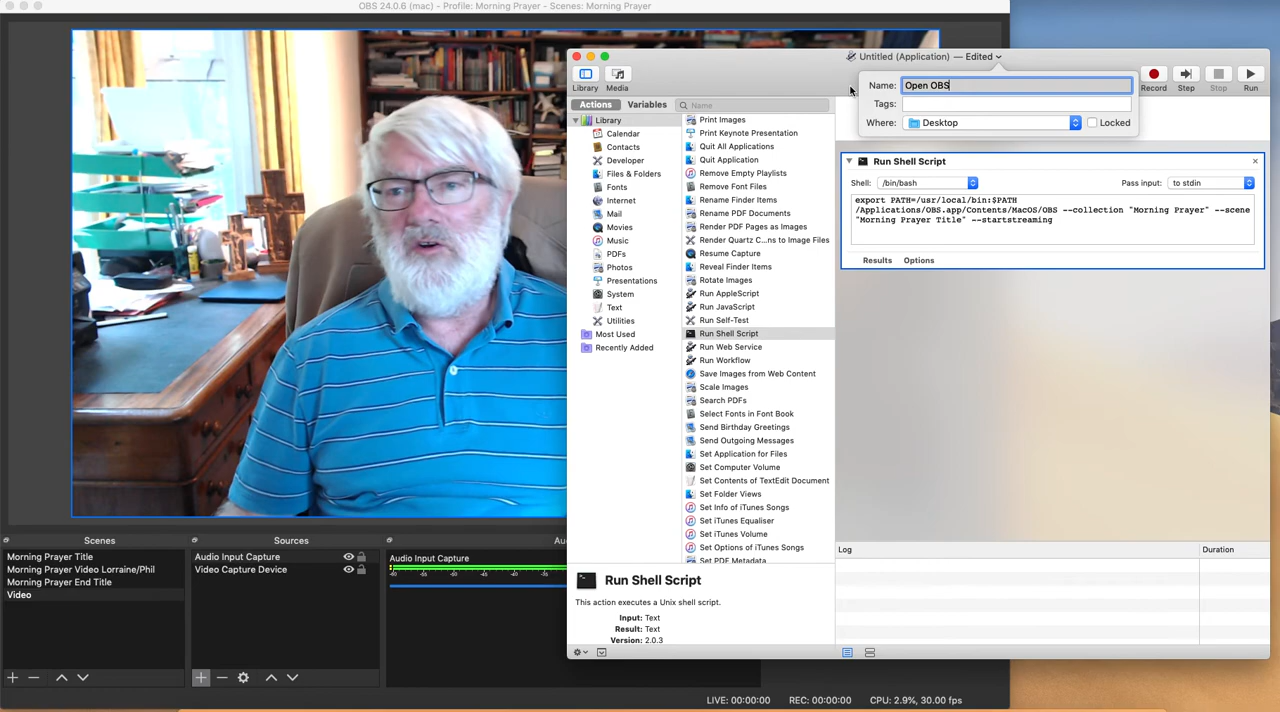 OBS 24.0.6 (mac) - Profile: Morning Prayer - Scenes: Morning Prayer
Untitled (Application) — Edited
Library
Media
Name: Open OBS
Tags:
Where: Desktop
Locked
Record
Step
Stop
Run
Actions
Variables
Name
Library
Calendar
Contacts
Developer
Files & Folders
Fonts
Internet
Mail
Movies
Music
PDFs
Photos
Presentations
System
Text
Utilities
Most Used
Recently Added
Print Images
Print Keynote Presentation
Quit All Applications
Quit Application
Remove Empty Playlists
Remove Font Files
Rename Finder Items
Rename PDF Documents
Render PDF Pages as Images
Render Quartz C...ns to Image Files
Resume Capture
Reveal Finder Items
Rotate Images
Run AppleScript
Run JavaScript
Run Self-Test
Run Shell Script
Run Web Service
Run Workflow
Save Images from Web Content
Scale Images
Search PDFs
Select Fonts in Font Book
Send Birthday Greetings
Send Outgoing Messages
Set Application for Files
Set Computer Volume
Set Contents of TextEdit Document
Set Folder Views
Set Info of iTunes Songs
Set iTunes Equaliser
Set iTunes Volume
Set Options of iTunes Songs
Set PDF Metadata
Run Shell Script
Shell: /bin/bash
Pass input: to stdin
export PATH=/usr/local/bin:$PATH
/Applications/OBS.app/Contents/MacOS/OBS --collection "Morning Prayer" --scene
"Morning Prayer Title" --startstreaming
Results
Options
Log
Duration
Run Shell Script
This action executes a Unix shell script.
Input: Text
Result: Text
Version: 2.0.3
Scenes
Morning Prayer Title
Morning Prayer Video Lorraine/Phil
Morning Prayer End Title
Video
Sources
Audio Input Capture
Video Capture Device
Au
Audio Input Capture
-60 -55 -50 -45 -40 -35 -30
LIVE: 00:00:00
REC: 00:00:00
CPU: 2.9%, 30.00 fps